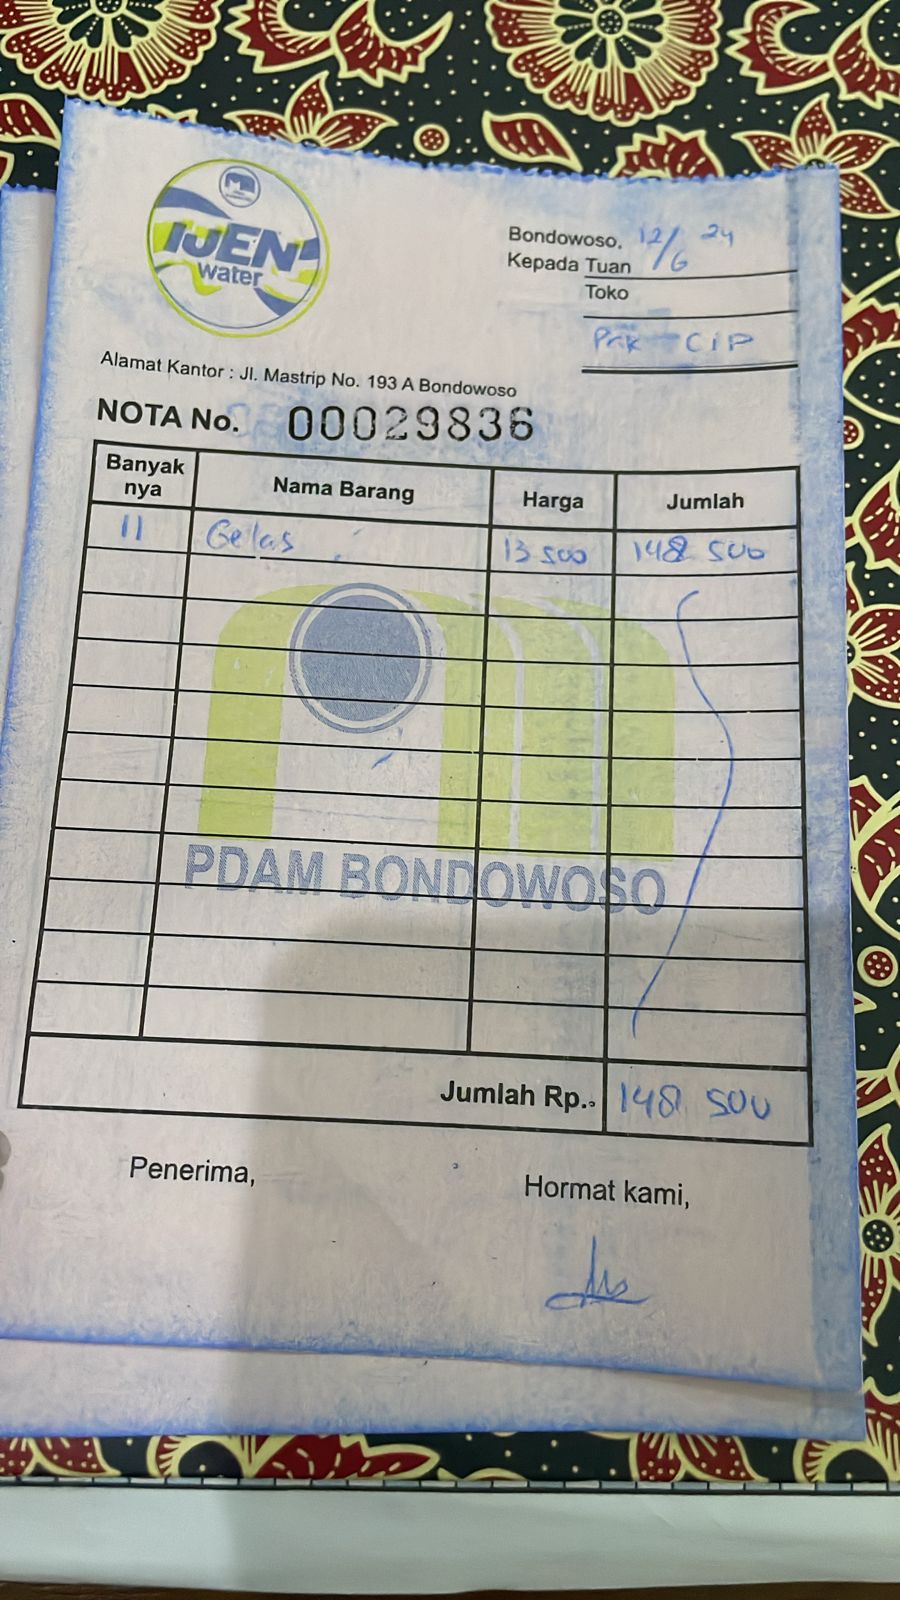 IJEN
water
Bondowoso, 12/6 24
Kepada Tuan
Toko
CIP
Alamat Kantor : Jl. Mastrip No. 193 A Bondowoso
NOTA No. 00029836
Banyak nya Nama Barang Harga Jumlah
11 Gelas 13 500 148 500
PDAM BONDOWOSO
Jumlah Rp. 148 500
Penerima, Hormat kami,